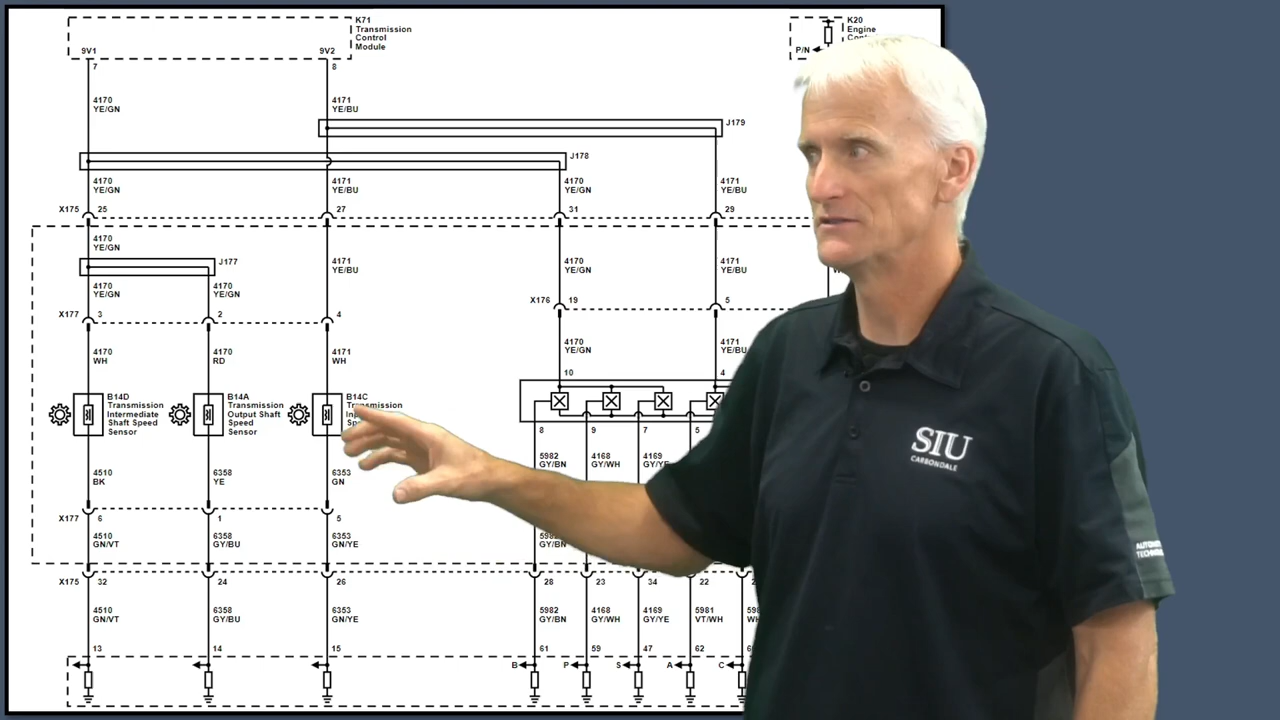 K71
Transmission
Control
Module
K20
Engine
P/N
9V1
9V2
7
8
4170
YE/GN
4171
YE/BU
J179
J178
4170
YE/GN
4171
YE/BU
4170
YE/GN
4171
YE/BU
X175
25
27
31
29
4170
YE/GN
J177
4171
YE/BU
4170
YE/GN
4171
YE/BU
4170
YE/GN
4170
YE/GN
X176
19
5
X177
3
2
4
4170
WH
4170
RD
4171
WH
4170
YE/GN
4171
YE/BU
10
4
B14D
Transmission
Intermediate
Shaft Speed
Sensor
B14A
Transmission
Output Shaft
Speed
Sensor
B14C
Transmission
8
9
7
5
5982
GY/BN
4168
GY/WH
4169
4510
BK
6358
YE
6353
GN
X177
6
1
5
4510
GN/VT
6358
GY/BU
6353
GN/YE
X175
32
24
26
28
23
34
22
4510
GN/VT
6358
GY/BU
6353
GN/YE
5982
GY/BN
4168
GY/WH
4169
GY/YE
5981
VT/WH
13
14
15
61
59
47
62
B
P
S
A
C
SIU
CARBONDALE